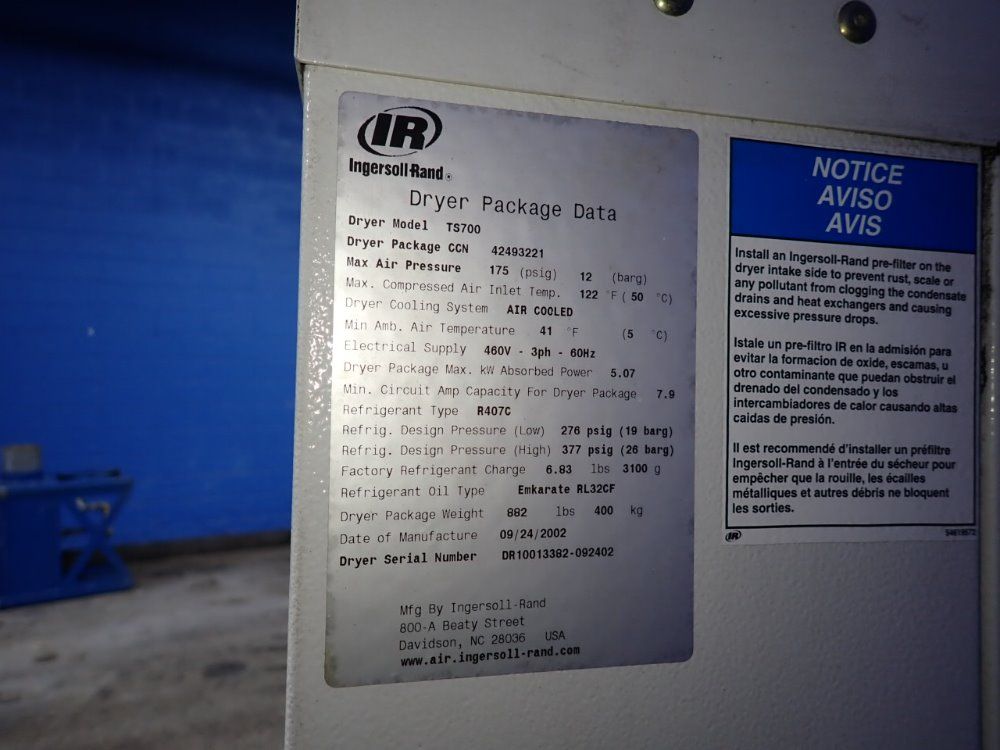 IR
Ingersoll-Rand®
Dryer Package Data
Dryer Model TS700
Dryer Package CCN 42493221
Max Air Pressure 175 (psig) 12 (barg)
Max. Compressed Air Inlet Temp. 122 °F ( 50 °C)
Dryer Cooling System AIR COOLED
Min Amb. Air Temperature 41 °F (5 °C)
Electrical Supply 460V - 3ph - 60Hz
Dryer Package Max. kW Absorbed Power 5.07
Min. Circuit Amp Capacity For Dryer Package 7.9
Refrigerant Type R407C
Refrig. Design Pressure (Low) 276 psig (19 barg)
Refrig. Design Pressure (High) 377 psig (26 barg)
Factory Refrigerant Charge 6.83 lbs 3100 g
Refrigerant Oil Type Emkarate RL32CF
Dryer Package Weight 882 lbs 400 kg
Date of Manufacture 09/24/2002
Dryer Serial Number DR10013382-092402
Mfg By Ingersoll-Rand
800-A Beaty Street
Davidson, NC 28036 USA
www.air.ingersoll-rand.com
NOTICE
AVISO
AVIS
Install an Ingersoll-Rand pre-filter on the
dryer intake side to prevent rust, scale or
any pollutant from clogging the condensate
drains and heat exchangers and causing
excessive pressure drops.
Istale un pre-filtro IR en la admisión para
evitar la formacion de oxide, escamas, u
otro contaminante que puedan obstruir el
drenado del condensado y los
intercambiadores de calor causando altas
caidas de presión.
Il est recommendé d'installer un préfiltre
Ingersoll-Rand à l'entrée du sécheur pour
empêcher que la rouille, les écailles
métalliques et autres débris ne bloquent
les sorties.
IR